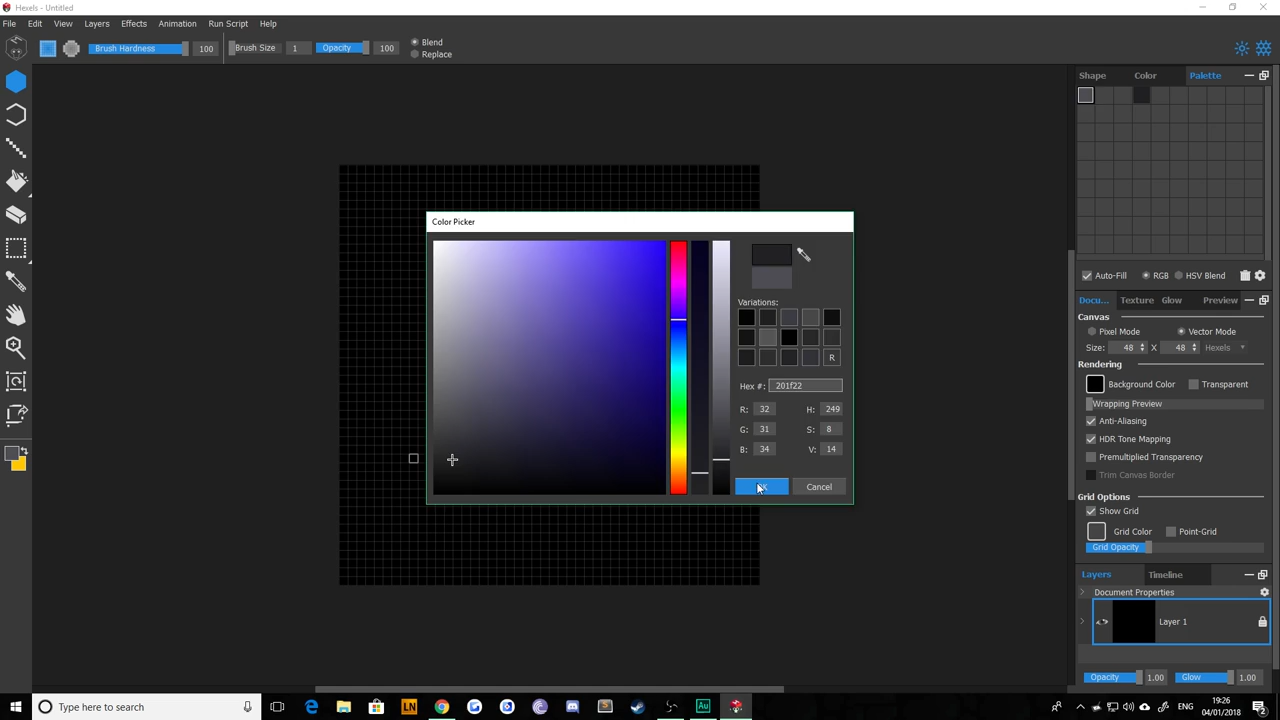 Hexels - Untitled
File Edit View Layers Effects Animation Run Script Help
Brush Hardness 100 Brush Size 1 Opacity 100 Blend
Replace
Shape Color Palette
Color Picker
Variations:
R
Hex #: 201f22
R: 32 H: 249
G: 31 S: 8
B: 34 V: 14
Cancel
Auto-Fill RGB HSV Blend
Docu... Texture Glow Preview
Canvas
Pixel Mode Vector Mode
Size: 48 X 48 Hexels
Rendering
Background Color Transparent
Wrapping Preview
Anti-Aliasing
HDR Tone Mapping
Premultiplied Transparency
Trim Canvas Border
Grid Options
Show Grid
Grid Color Point-Grid
Grid Opacity
Layers Timeline
Document Properties
Layer 1
Opacity 1.00 Glow 1.00
Type here to search
LN
Au
ENG
19:26
04/01/2018
2